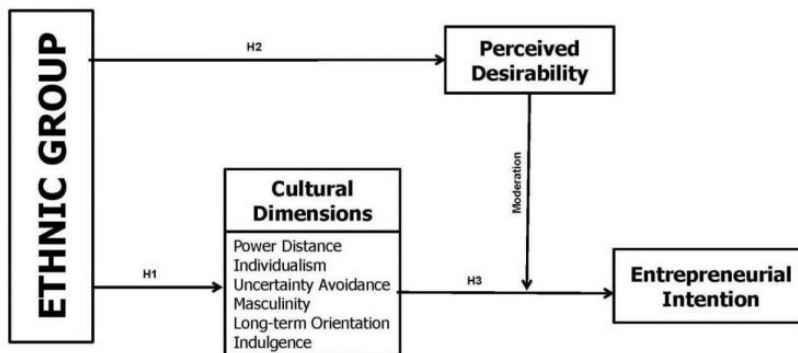 ETHNIC GROUP
H2
Perceived
Desirability
Moderation
Cultural
Dimensions
Power Distance
Individualism
Uncertainty Avoidance
Masculinity
Long-term Orientation
Indulgence
H1
H3
Entrepreneurial
Intention